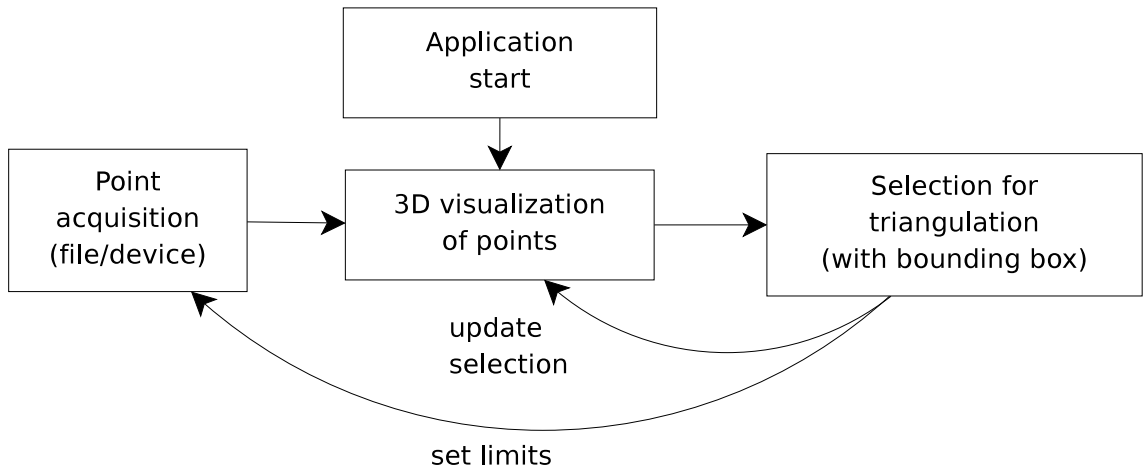 Application
start
Point
acquisition
(file/device)
3D visualization
of points
Selection for
triangulation
(with bounding box)
update
selection
set limits